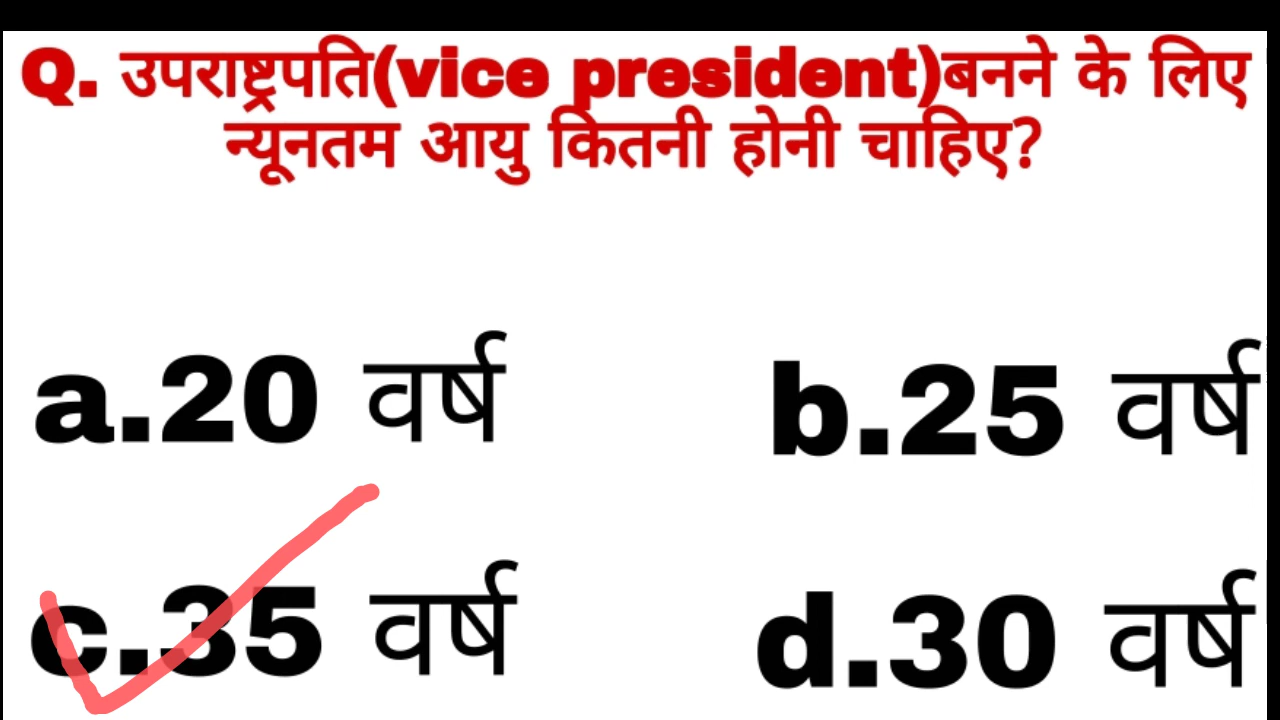 Q. उपराष्ट्रपति(vice president)बनने के लिए
न्यूनतम आयु कितनी होनी चाहिए?
a.20 वर्ष b.25 वर्ष
c.35 वर्ष d.30 वर्ष